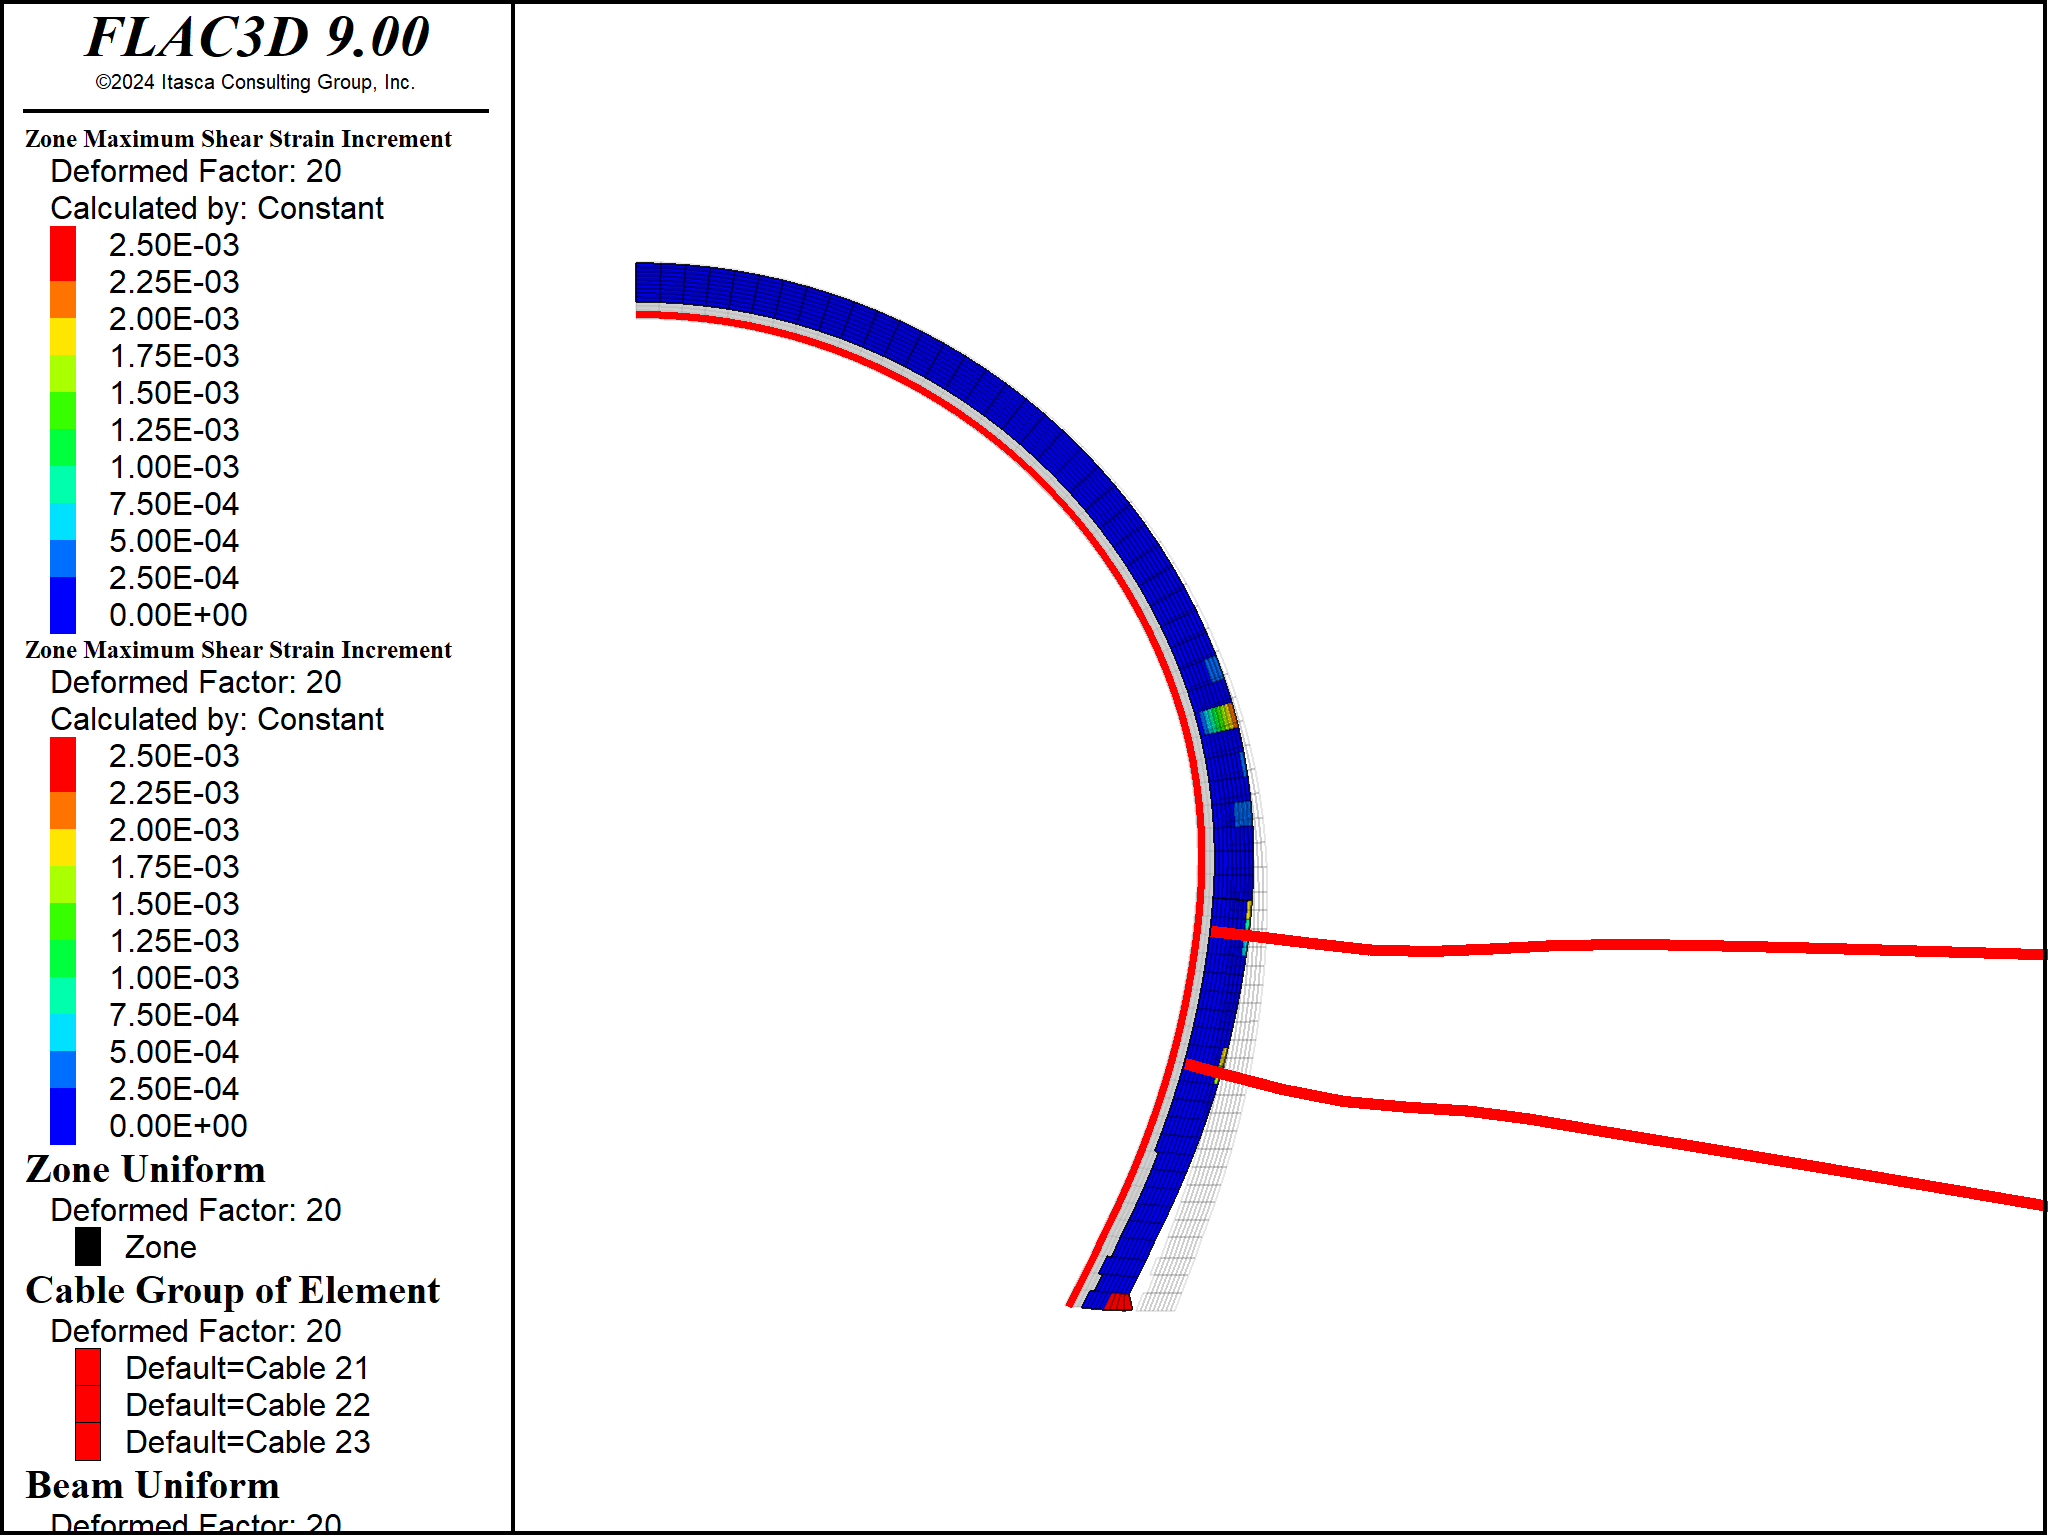 FLAC3D 9.00
©2024 Itasca Consulting Group, Inc.
Zone Maximum Shear Strain Increment
Deformed Factor: 20
Calculated by: Constant
2.50E-03
2.25E-03
2.00E-03
1.75E-03
1.50E-03
1.25E-03
1.00E-03
7.50E-04
5.00E-04
2.50E-04
0.00E+00
Zone Maximum Shear Strain Increment
Deformed Factor: 20
Calculated by: Constant
2.50E-03
2.25E-03
2.00E-03
1.75E-03
1.50E-03
1.25E-03
1.00E-03
7.50E-04
5.00E-04
2.50E-04
0.00E+00
Zone Uniform
Deformed Factor: 20
Zone
Cable Group of Element
Deformed Factor: 20
Default=Cable 21
Default=Cable 22
Default=Cable 23
Beam Uniform
Deformed Factor: 20